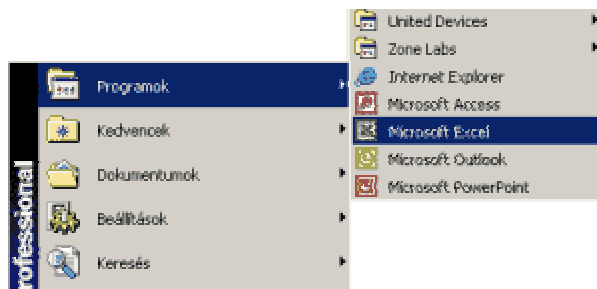 Programok
Kedvencek
Dokumentumok
Beállítások
Keresés
rofessional
United Devices
Zone Labs
Internet Explorer
Microsoft Access
Microsoft Excel
Microsoft Outlook
Microsoft PowerPoint